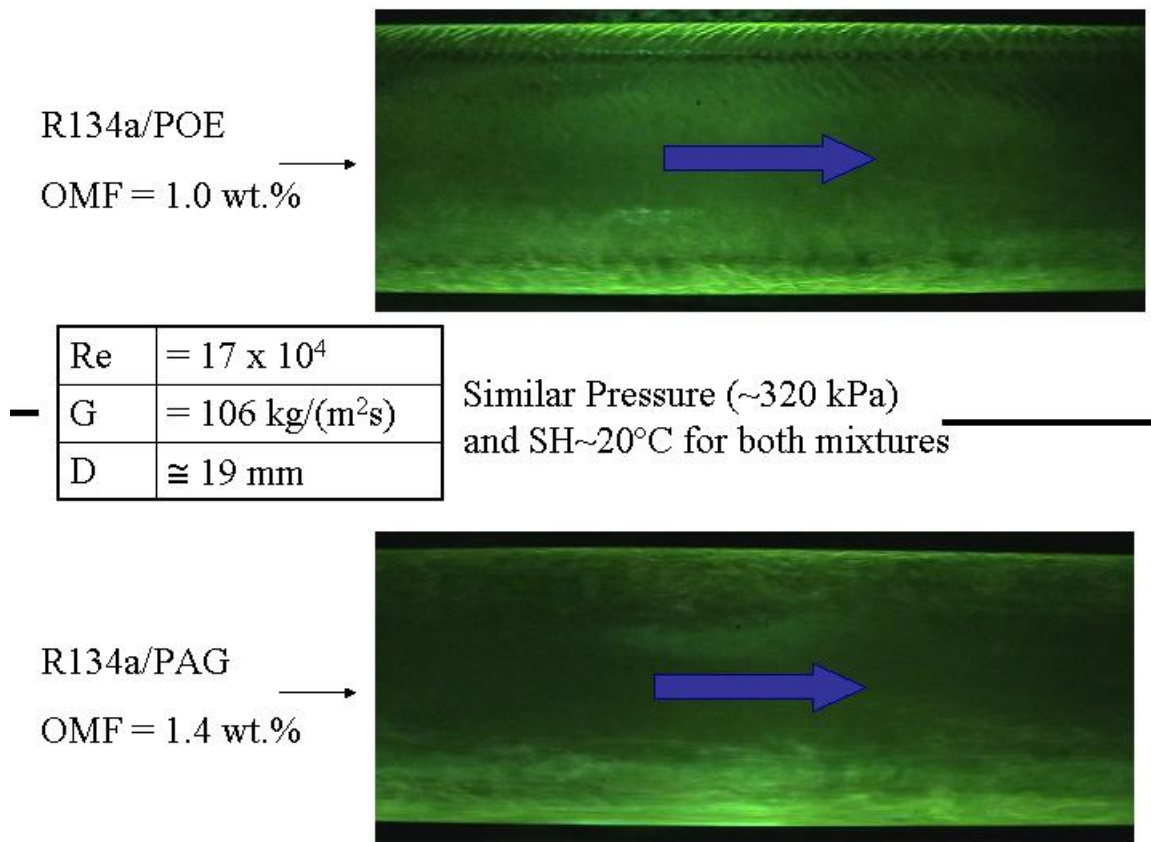 R134a/POE
OMF = 1.0 wt.%
Re = 17 x 10⁴
G = 106 kg/(m²s)
D ≅ 19 mm
Similar Pressure (~320 kPa)
and SH~20°C for both mixtures
R134a/PAG
OMF = 1.4 wt.%